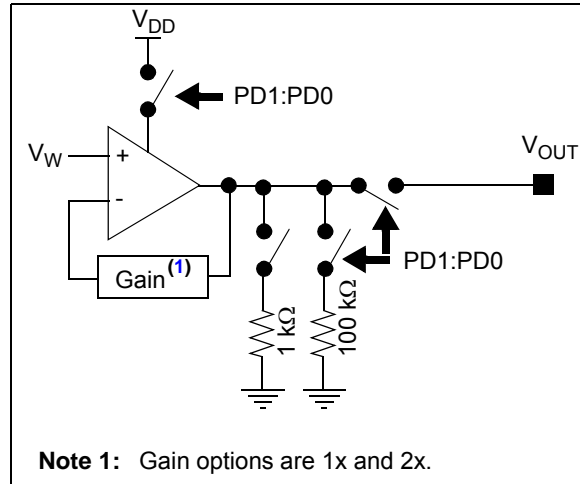 VDD
PD1:PD0
VW
+
-
VOUT
Gain(1)
PD1:PD0
1 kΩ
100 kΩ
Note 1: Gain options are 1x and 2x.